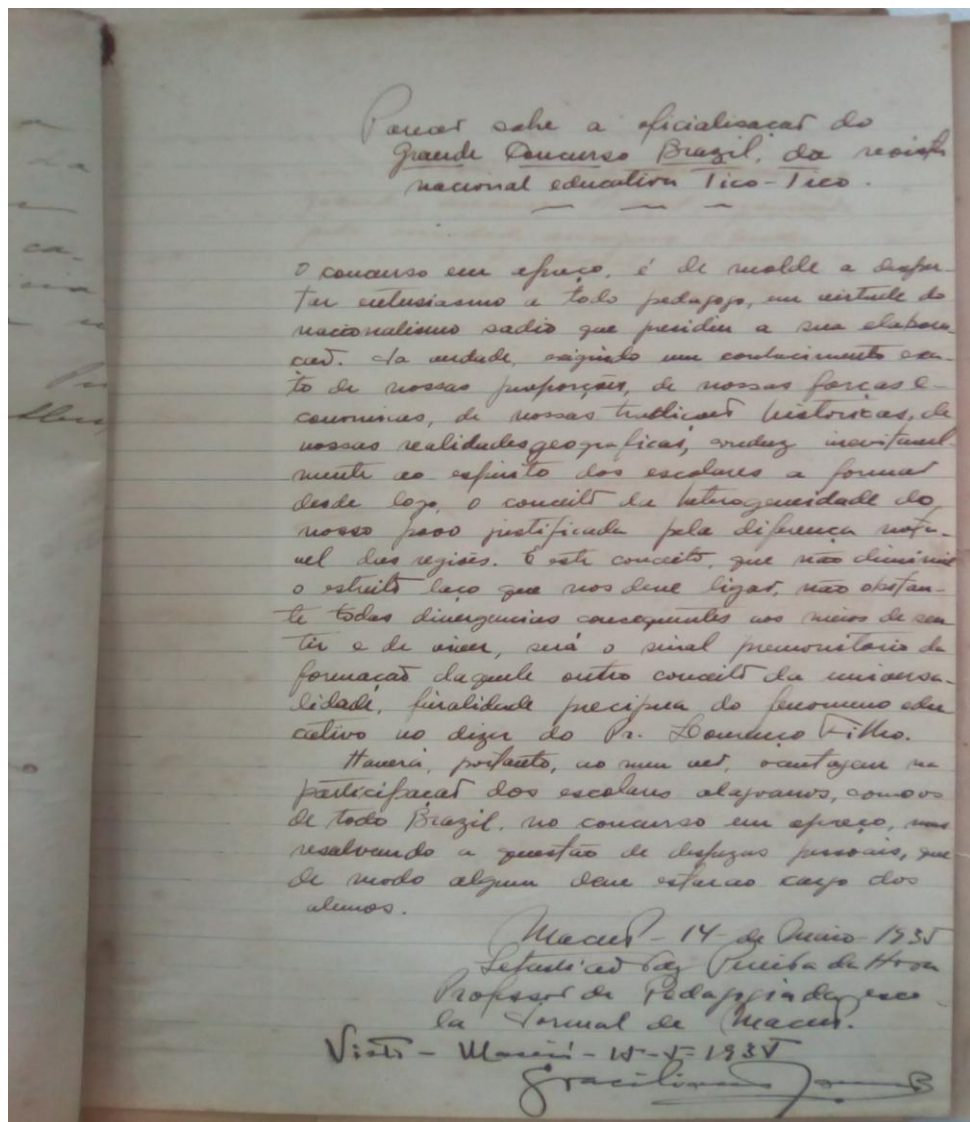 Parecer sobre a oficialisação do
Grande Concurso Brazil, da revista
nacional educativa Tico-Tico.
O concurso em apreço, é de molde a desper-
tar entusiasmo a todo pedagogo, em virtude do
nacionalismo sadio que presidiu a sua elabora-
ção. Na verdade, exigindo um conhecimento exa-
to de nossas proporções, de nossas forças e-
conomicas, de nossas tradições historicas, de
nossas realidades geograficas, conduz inevitavel-
mente ao espirito dos escolares a formar
desde logo, o conceito da heterogeneidade do
nosso povo justificada pela diferença nota-
vel das regiões. E este conceito, que não diminue
o estreito laço que nos deve ligar, não obstan-
te todas divergencias consequentes aos meios de sen
tir e de viver, será o sinal premonitorio da
formação daquele outro conceito da universa-
lidade, finalidade precipua do fenomeno edu
cativo no dizer do Pr. Lourenço Filho.
Haverá, portanto, ao meu ver, vantagem na
participação dos escolares alagoanos, como os
de todo Brazil, no concurso em apreço, mas
resalvando a questão de despezas pessoais, que
de modo algum deve estar ao cargo dos
alunos.
Maceió - 14 de Maio - 1935
Sebastião da Hora
Professor de Pedagogia da esco-
la Normal de Maceió.
Visto - Maceió - 15-V-1935
Graciliano Ramos